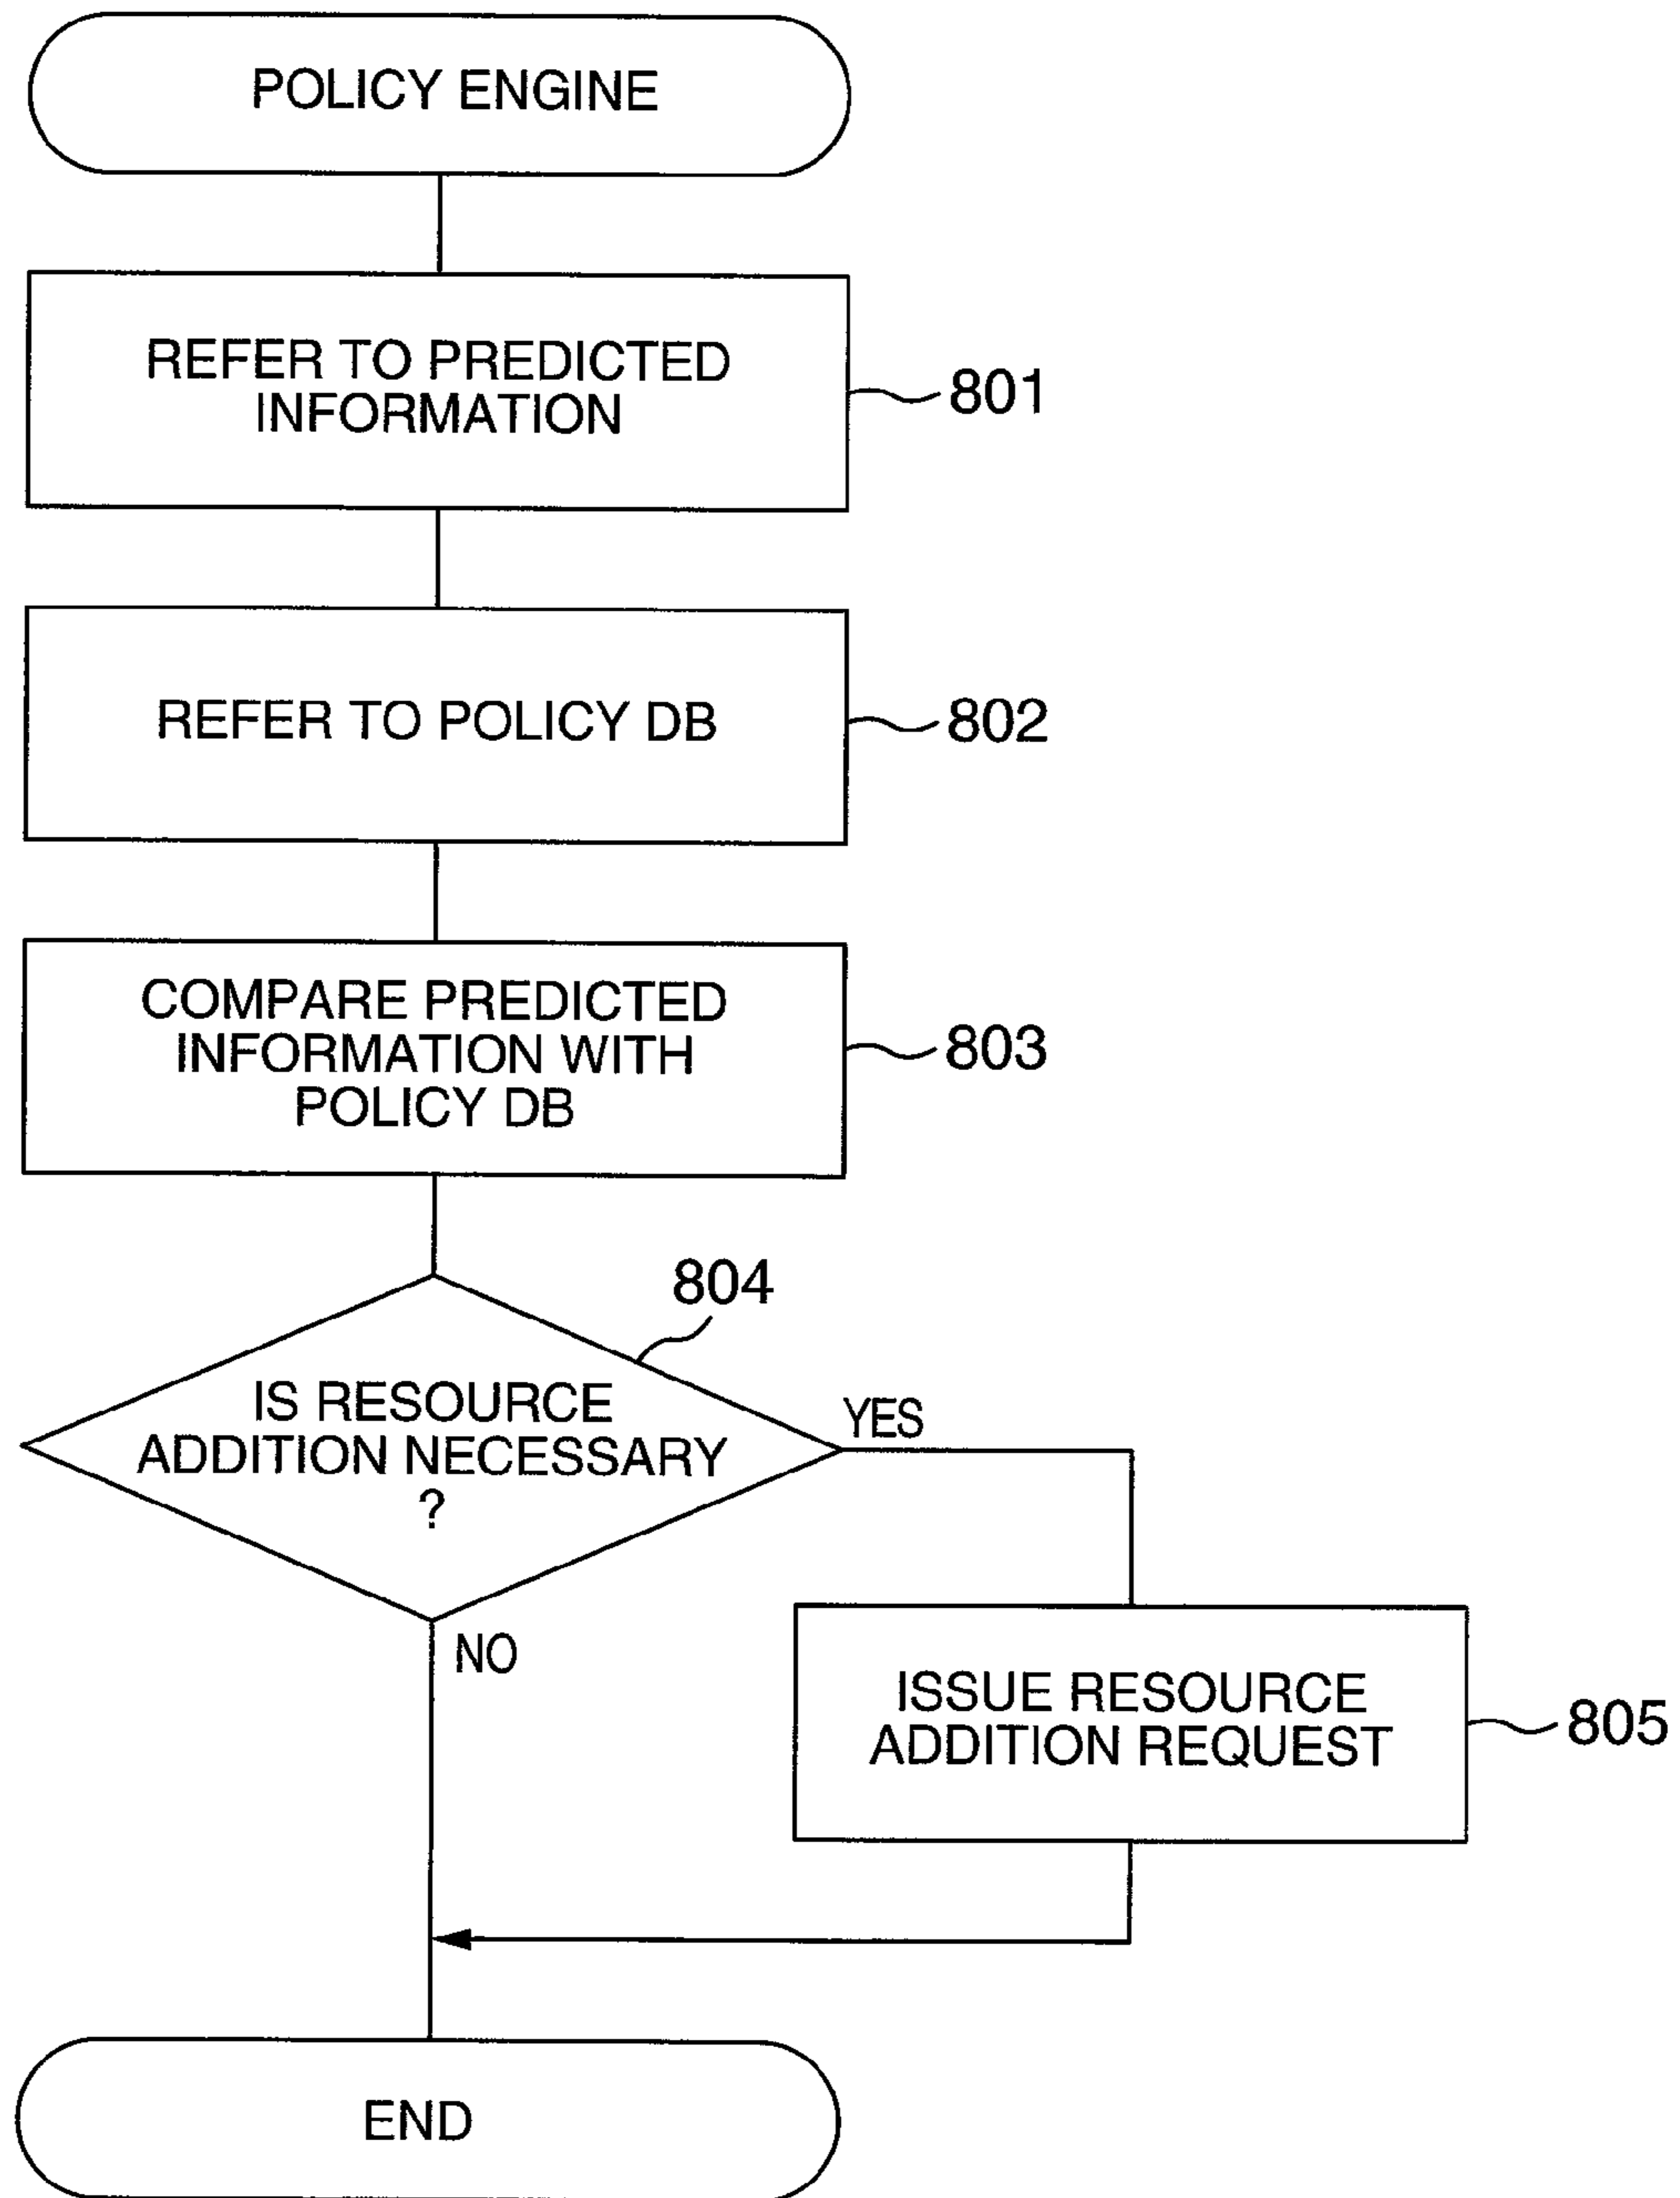 POLICY ENGINE
REFER TO PREDICTED
INFORMATION
801
REFER TO POLICY DB
802
COMPARE PREDICTED
INFORMATION WITH
POLICY DB
803
804
IS RESOURCE
ADDITION NECESSARY
?
YES
NO
ISSUE RESOURCE
ADDITION REQUEST
805
END